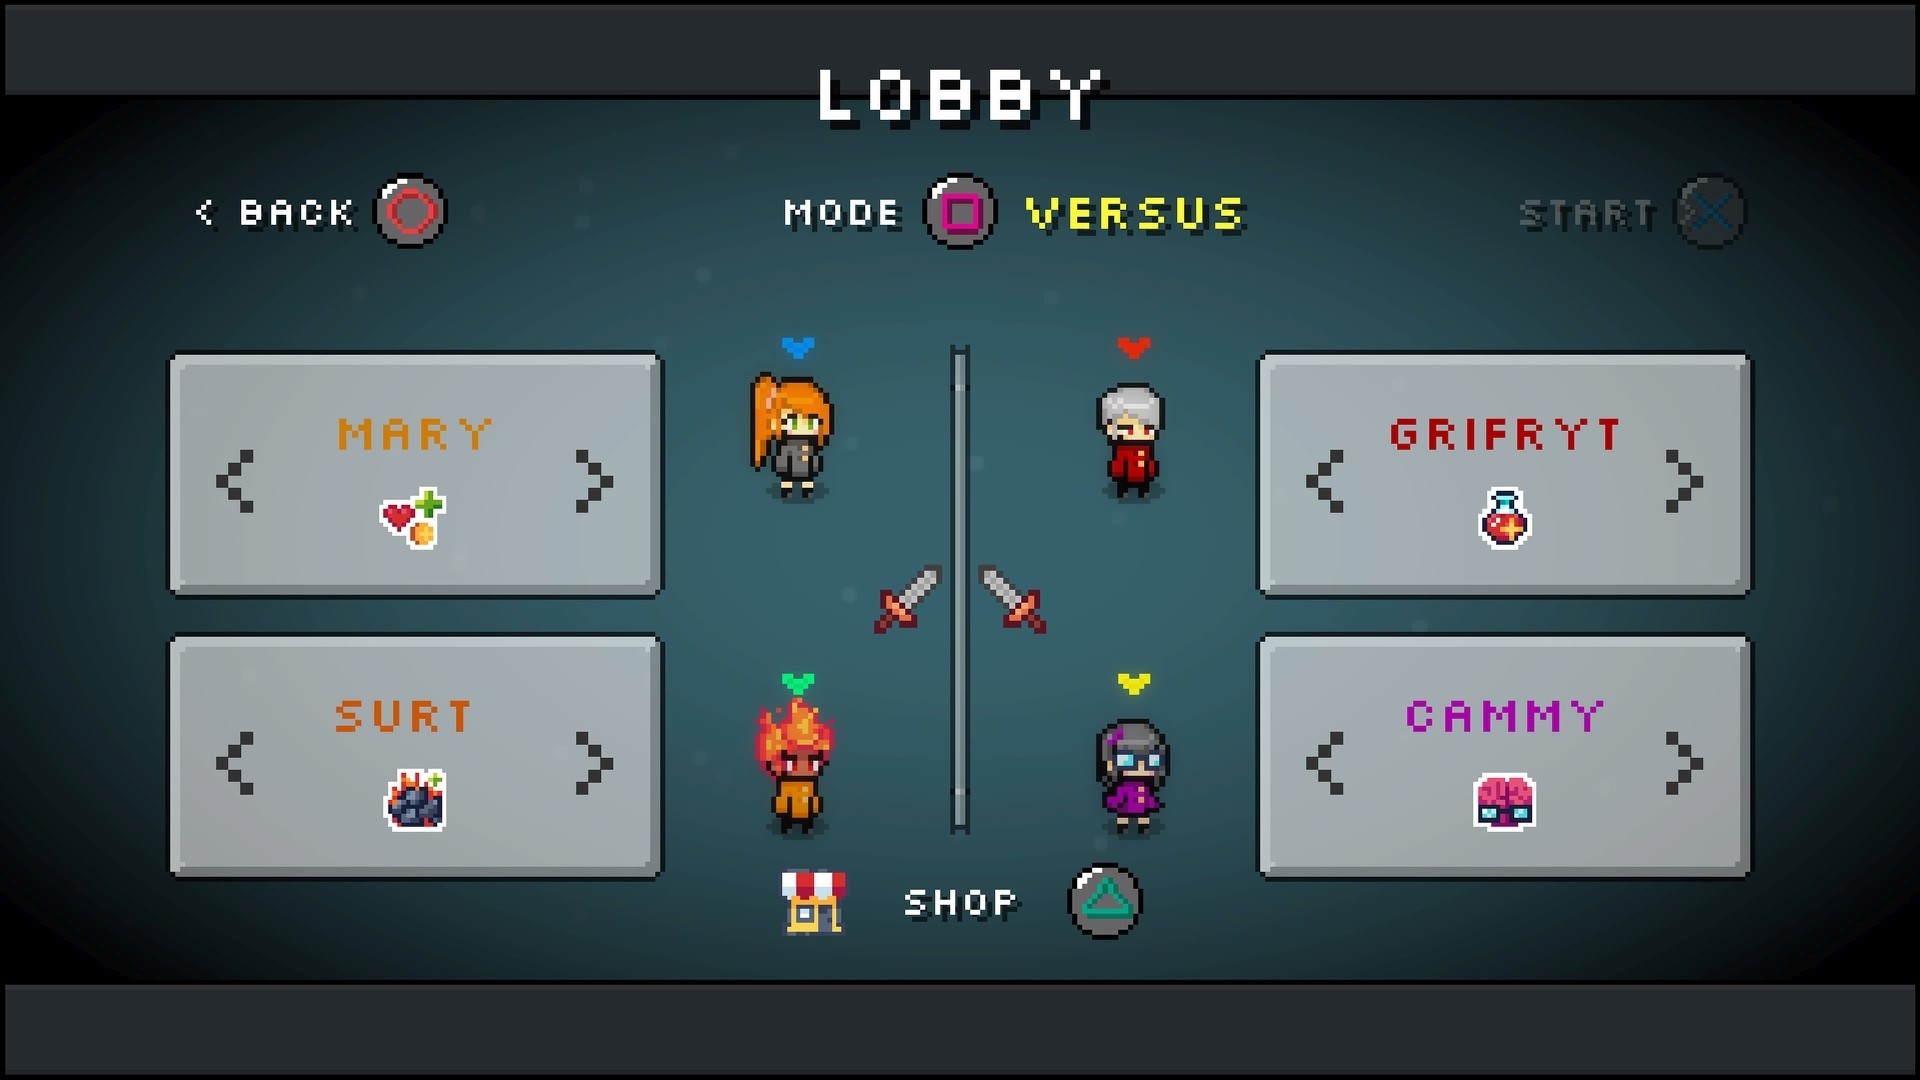 LOBBY
< BACK
MODE VERSUS
START
MARY
GRIFRYT
SURT
CAMMY
SHOP